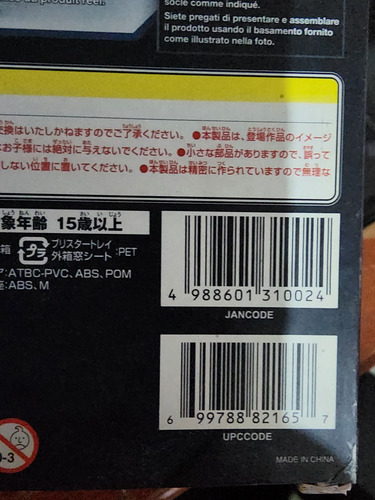 socle comme indiqué.
Siete pregati di presentare e assemblare
il prodotto usando il basamento fornito
come illustrato nella foto.
交換はいたしかねますのでご了承ください。 ●本製品は、登場作品のイメージ
お子様には絶対に与えないでください。 ●小さな部品がありますので、誤って
しない位置に置いてください。 ●本製品は精密に作られていますので無理な
象年齢 15歳以上
箱 プラ ブリスタートレイ
外箱窓シート :PET
ア:ATBC-PVC, ABS, POM
座:ABS, M
4 988601 310024
JANCODE
6 99788 82165 7
UPCCODE
0-3
MADE IN CHINA